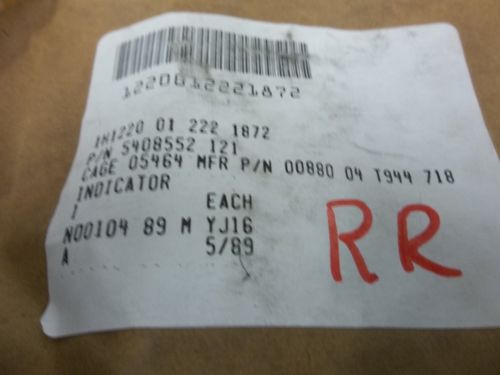 1220012221872
1H1220 01 222 1872
P/N 5408552 121
CAGE 05464 MFR P/N 00880 04 T944 718
INDICATOR
1 EACH
N00104 89 M YJ16
A 5/89
RR